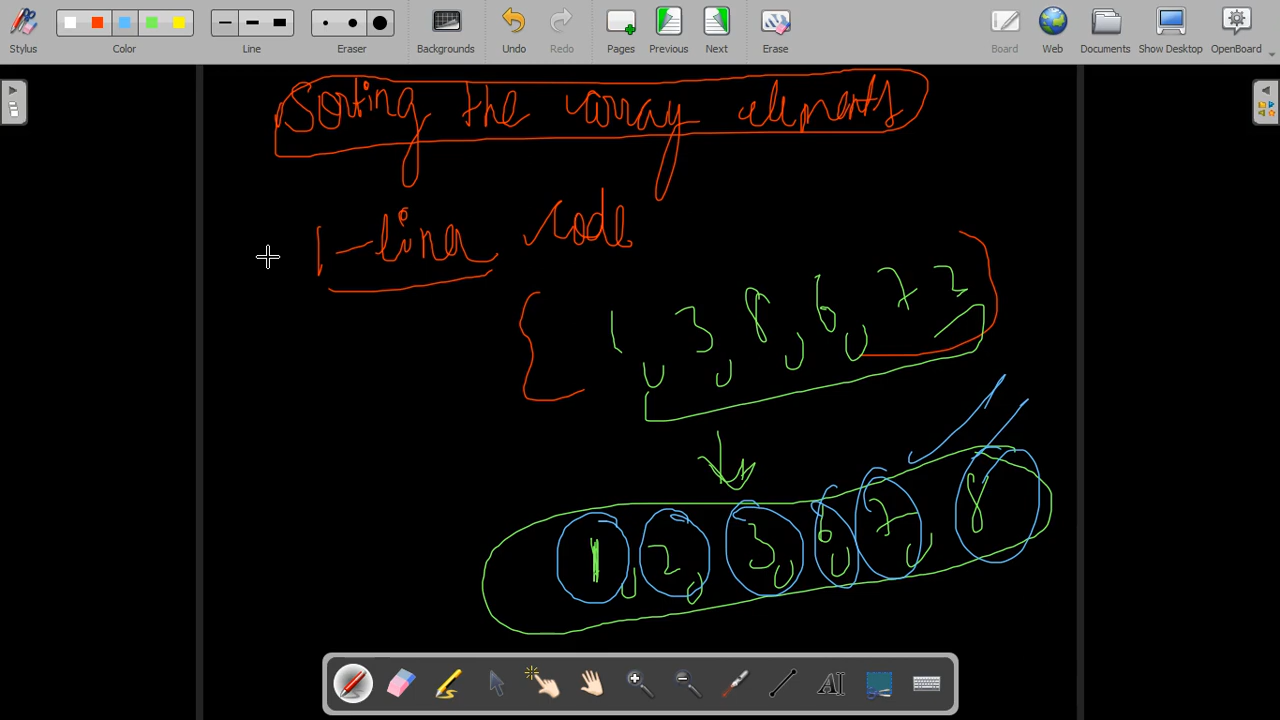 Stylus Color Line Eraser Backgrounds Undo Redo Pages Previous Next Erase Board Web Documents Show Desktop OpenBoard
Sorting the array elements
1-liner code
{ 1, 3, 8, 6, 7 2
1, 2, 3, 6, 7, 8
AI